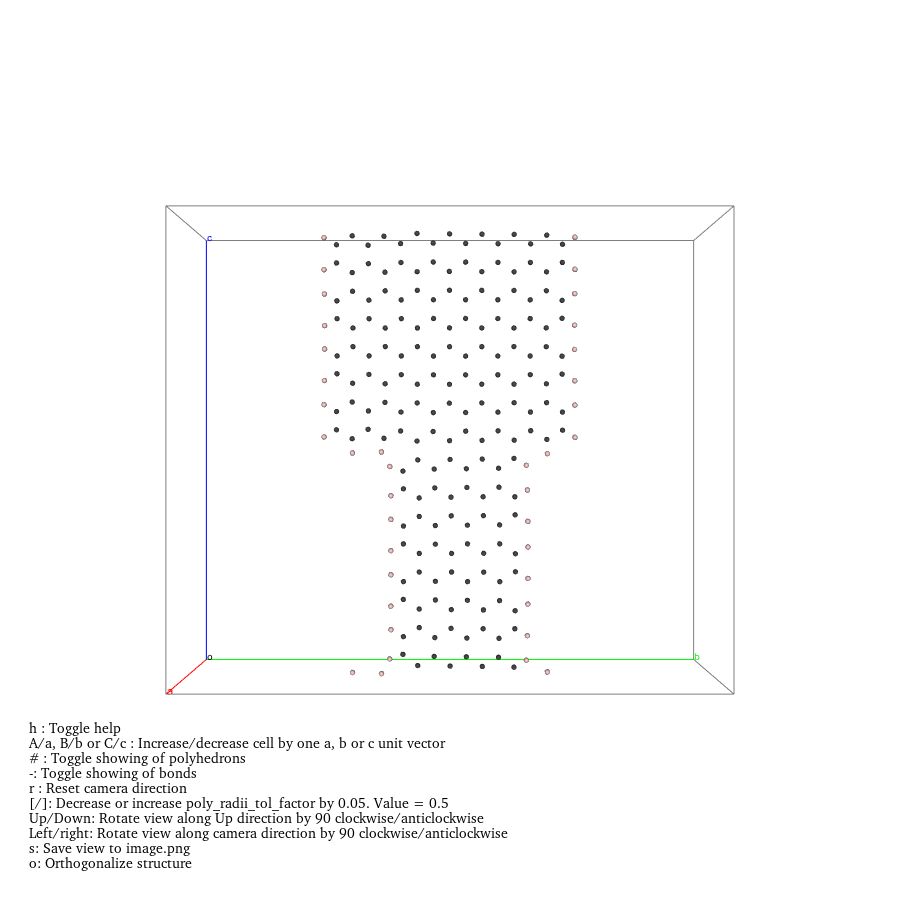 c
o
b
a
h : Toggle help
A/a, B/b or C/c : Increase/decrease cell by one a, b or c unit vector
# : Toggle showing of polyhedrons
-: Toggle showing of bonds
r : Reset camera direction
[/]: Decrease or increase poly_radii_tol_factor by 0.05. Value = 0.5
Up/Down: Rotate view along Up direction by 90 clockwise/anticlockwise
Left/right: Rotate view along camera direction by 90 clockwise/anticlockwise
s: Save view to image.png
o: Orthogonalize structure